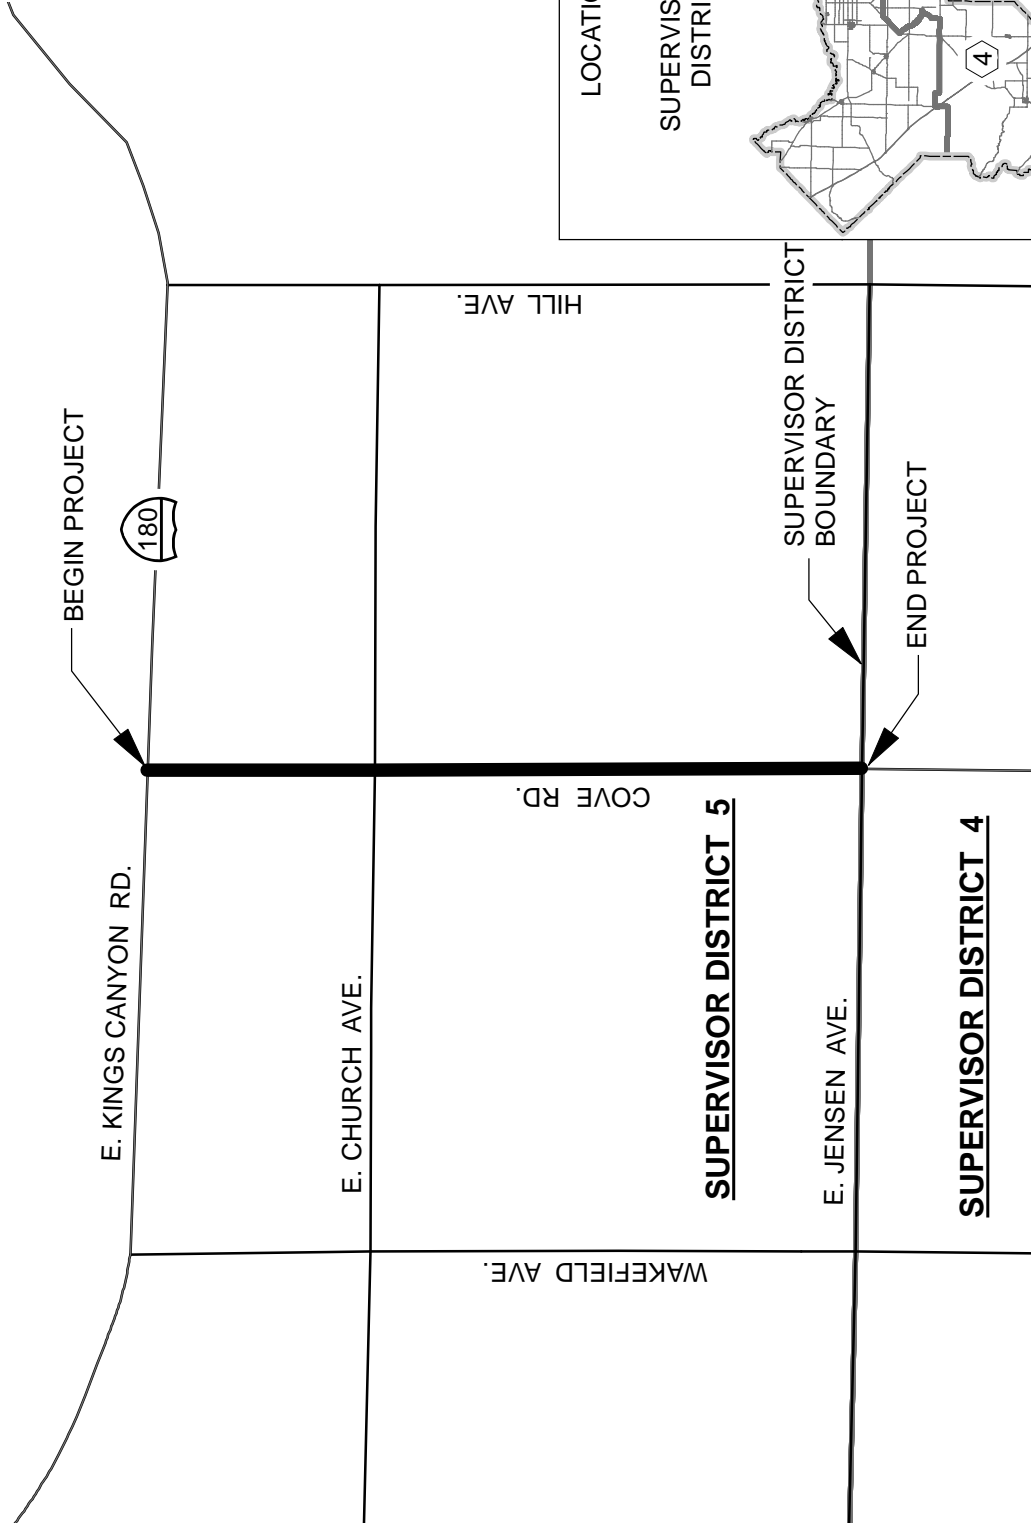 BEGIN PROJECT
180
E. KINGS CANYON RD.
E. CHURCH AVE.
HILL AVE.
COVE RD.
WAKEFIELD AVE.
SUPERVISOR DISTRICT
BOUNDARY
END PROJECT
SUPERVISOR DISTRICT 5
E. JENSEN AVE.
SUPERVISOR DISTRICT 4
LOCATIO
SUPERVIS
DISTRI
4